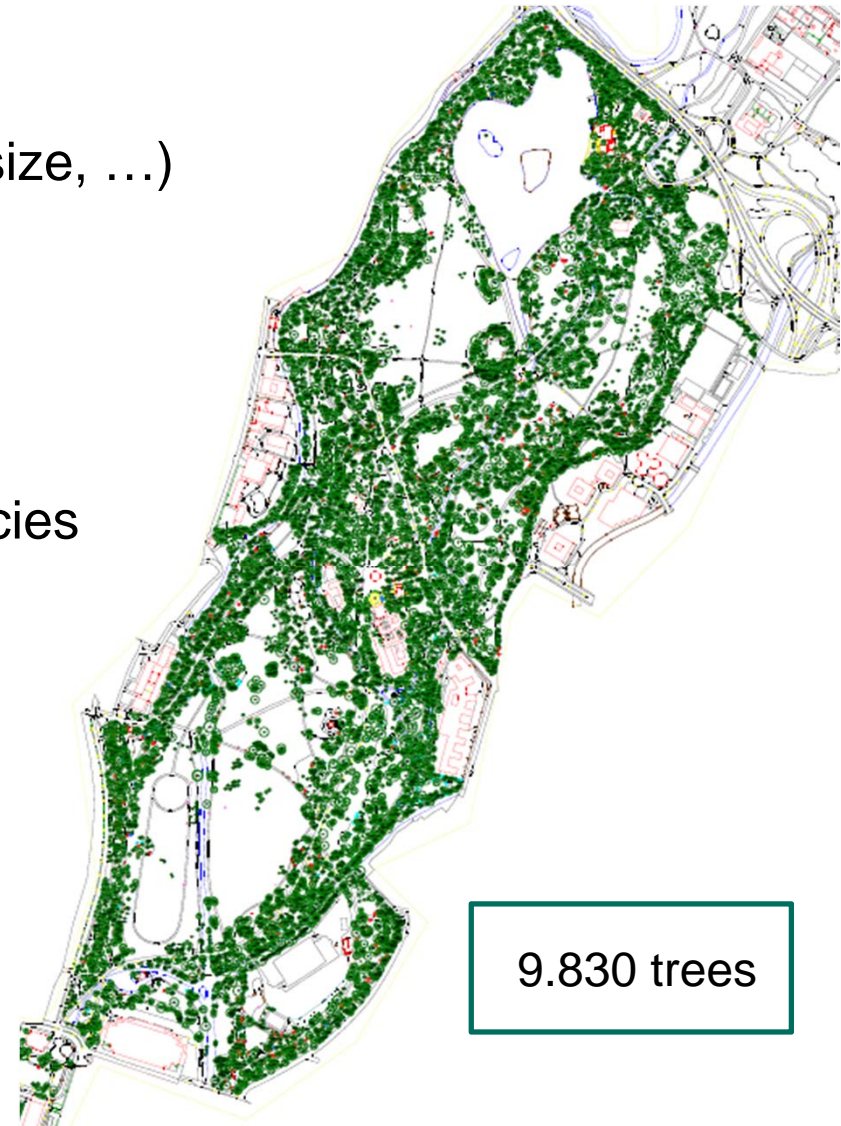 size, …)
cies
9.830 trees